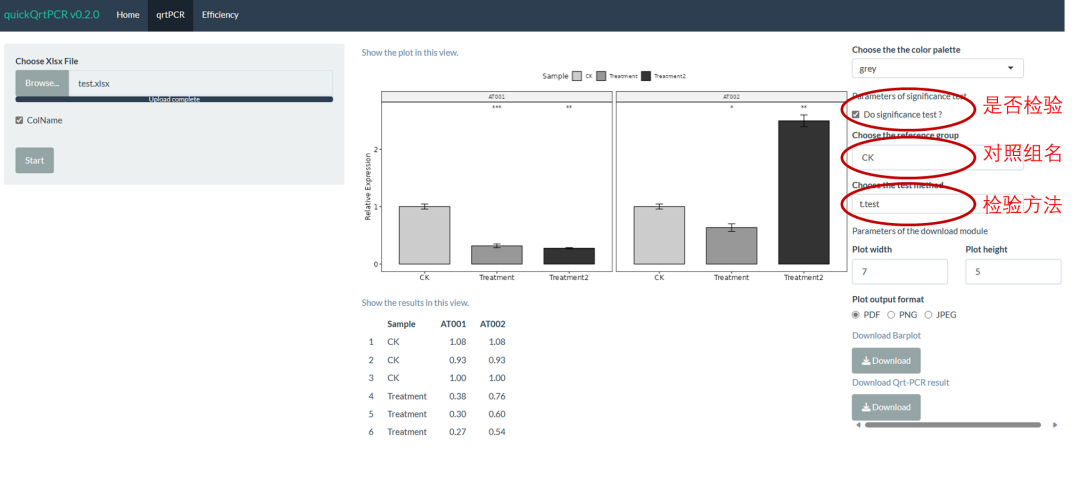 quickQrtPCR v0.2.0 Home qrtPCR Efficiency
Choose Xlsx File
Browse... test.xlsx
Upload complete
ColName
Start
Show the plot in this view.
Sample CK Treatment Treatment2
AT001 AT002
*** ** * **
Relative Expression
2
1
0
CK Treatment Treatment2 CK Treatment Treatment2
Show the results in this view.
Sample AT001 AT002
1 CK 1.08 1.08
2 CK 0.93 0.93
3 CK 1.00 1.00
4 Treatment 0.38 0.76
5 Treatment 0.30 0.60
6 Treatment 0.27 0.54
Choose the the color palette
grey
Parameters of significance test
Do significance test ?
是否检验
Choose the reference group
CK
对照组名
Choose the test method
t.test
检验方法
Parameters of the download module
Plot width Plot height
7 5
Plot output format
PDF PNG JPEG
Download Barplot
Download
Download Qrt-PCR result
Download